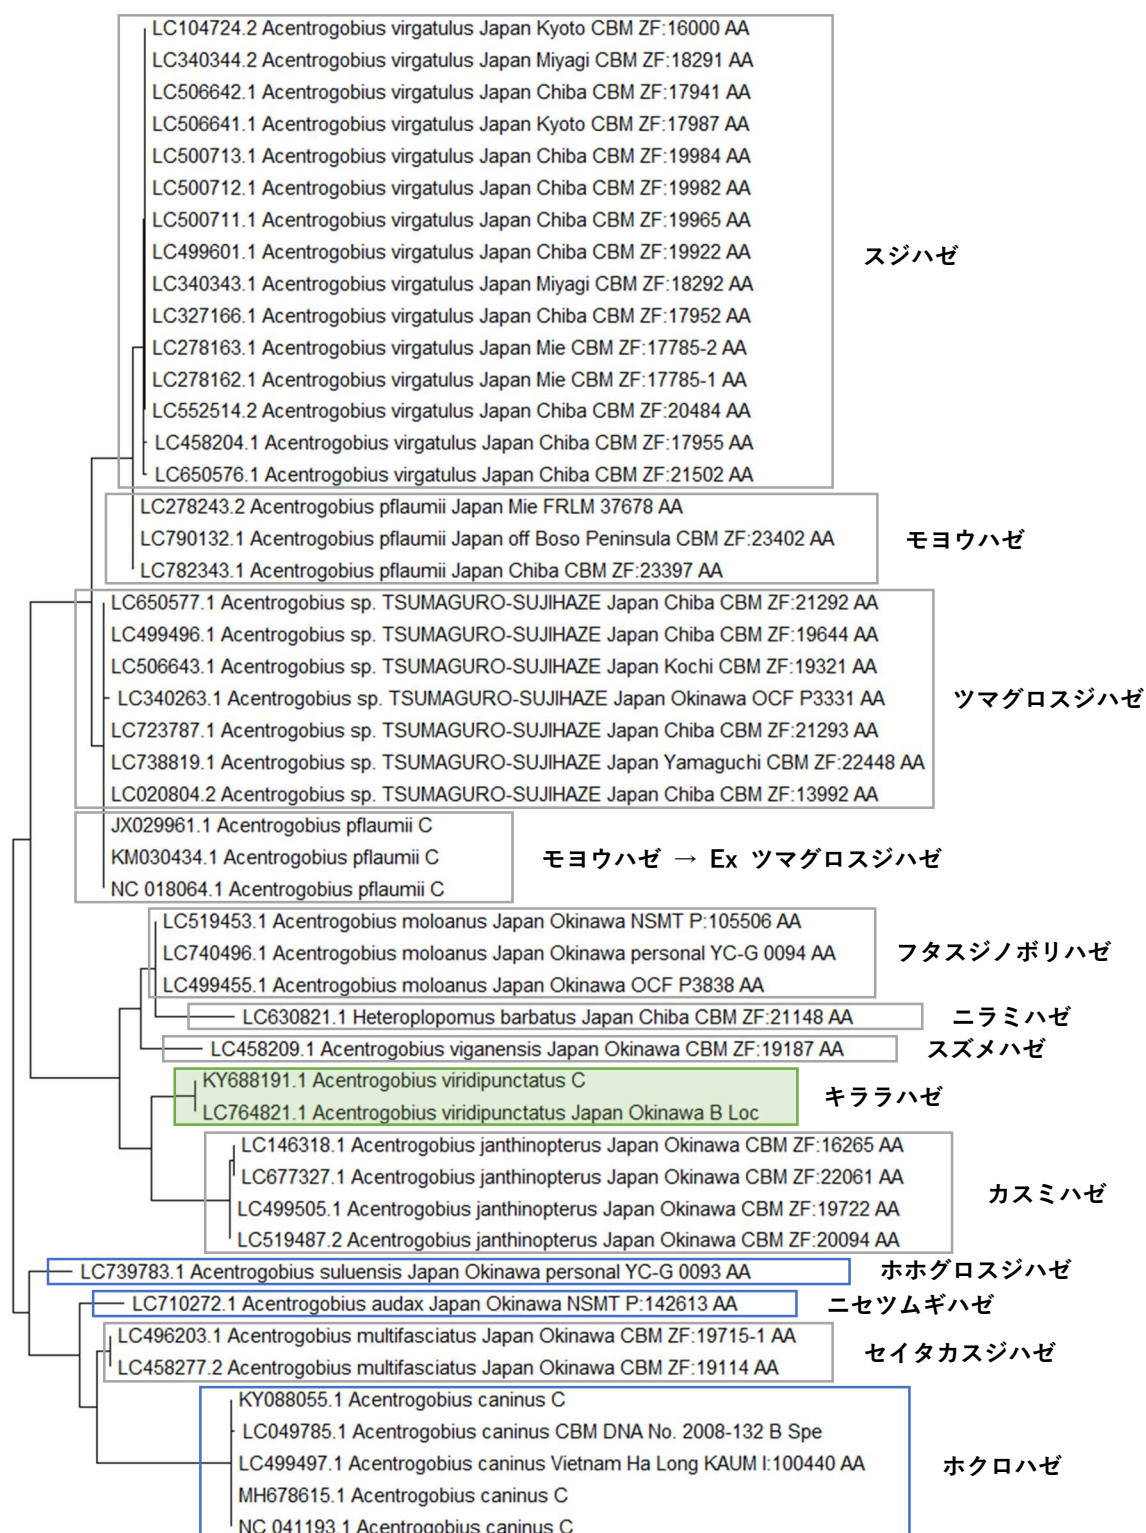 LC104724.2 Acentrogobius virgatulus Japan Kyoto CBM ZF:16000 AA
LC340344.2 Acentrogobius virgatulus Japan Miyagi CBM ZF:18291 AA
LC506642.1 Acentrogobius virgatulus Japan Chiba CBM ZF:17941 AA
LC506641.1 Acentrogobius virgatulus Japan Kyoto CBM ZF:17987 AA
LC500713.1 Acentrogobius virgatulus Japan Chiba CBM ZF:19984 AA
LC500712.1 Acentrogobius virgatulus Japan Chiba CBM ZF:19982 AA
LC500711.1 Acentrogobius virgatulus Japan Chiba CBM ZF:19965 AA
LC499601.1 Acentrogobius virgatulus Japan Chiba CBM ZF:19922 AA
スジハゼ
LC340343.1 Acentrogobius virgatulus Japan Miyagi CBM ZF:18292 AA
LC327166.1 Acentrogobius virgatulus Japan Chiba CBM ZF:17952 AA
LC278163.1 Acentrogobius virgatulus Japan Mie CBM ZF:17785-2 AA
LC278162.1 Acentrogobius virgatulus Japan Mie CBM ZF:17785-1 AA
LC552514.2 Acentrogobius virgatulus Japan Chiba CBM ZF:20484 AA
LC458204.1 Acentrogobius virgatulus Japan Chiba CBM ZF:17955 AA
LC650576.1 Acentrogobius virgatulus Japan Chiba CBM ZF:21502 AA
LC278243.2 Acentrogobius pflaumii Japan Mie FRLM 37678 AA
LC790132.1 Acentrogobius pflaumii Japan off Boso Peninsula CBM ZF:23402 AA
モヨウハゼ
LC782343.1 Acentrogobius pflaumii Japan Chiba CBM ZF:23397 AA
LC650577.1 Acentrogobius sp. TSUMAGURO-SUJIHAZE Japan Chiba CBM ZF:21292 AA
LC499496.1 Acentrogobius sp. TSUMAGURO-SUJIHAZE Japan Chiba CBM ZF:19644 AA
LC506643.1 Acentrogobius sp. TSUMAGURO-SUJIHAZE Japan Kochi CBM ZF:19321 AA
LC340263.1 Acentrogobius sp. TSUMAGURO-SUJIHAZE Japan Okinawa OCF P3331 AA
ツマグロスジハゼ
LC723787.1 Acentrogobius sp. TSUMAGURO-SUJIHAZE Japan Chiba CBM ZF:21293 AA
LC738819.1 Acentrogobius sp. TSUMAGURO-SUJIHAZE Japan Yamaguchi CBM ZF:22448 AA
LC020804.2 Acentrogobius sp. TSUMAGURO-SUJIHAZE Japan Chiba CBM ZF:13992 AA
JX029961.1 Acentrogobius pflaumii C
KM030434.1 Acentrogobius pflaumii C
モヨウハゼ → Ex ツマグロスジハゼ
NC 018064.1 Acentrogobius pflaumii C
LC519453.1 Acentrogobius moloanus Japan Okinawa NSMT P:105506 AA
LC740496.1 Acentrogobius moloanus Japan Okinawa personal YC-G 0094 AA
フタスジノボリハゼ
LC499455.1 Acentrogobius moloanus Japan Okinawa OCF P3838 AA
LC630821.1 Heteroplopomus barbatus Japan Chiba CBM ZF:21148 AA
ニラミハゼ
LC458209.1 Acentrogobius viganensis Japan Okinawa CBM ZF:19187 AA
スズメハゼ
KY688191.1 Acentrogobius viridipunctatus C
キララハゼ
LC764821.1 Acentrogobius viridipunctatus Japan Okinawa B Loc
LC146318.1 Acentrogobius janthinopterus Japan Okinawa CBM ZF:16265 AA
LC677327.1 Acentrogobius janthinopterus Japan Okinawa CBM ZF:22061 AA
カスミハゼ
LC499505.1 Acentrogobius janthinopterus Japan Okinawa CBM ZF:19722 AA
LC519487.2 Acentrogobius janthinopterus Japan Okinawa CBM ZF:20094 AA
LC739783.1 Acentrogobius suluensis Japan Okinawa personal YC-G 0093 AA
ホホグロスジハゼ
LC710272.1 Acentrogobius audax Japan Okinawa NSMT P:142613 AA
ニセツムギハゼ
LC496203.1 Acentrogobius multifasciatus Japan Okinawa CBM ZF:19715-1 AA
セイタカスジハゼ
LC458277.2 Acentrogobius multifasciatus Japan Okinawa CBM ZF:19114 AA
KY088055.1 Acentrogobius caninus C
LC049785.1 Acentrogobius caninus CBM DNA No. 2008-132 B Spe
LC499497.1 Acentrogobius caninus Vietnam Ha Long KAUM I:100440 AA
ホクロハゼ
MH678615.1 Acentrogobius caninus C
NC 041193.1 Acentrogobius caninus C